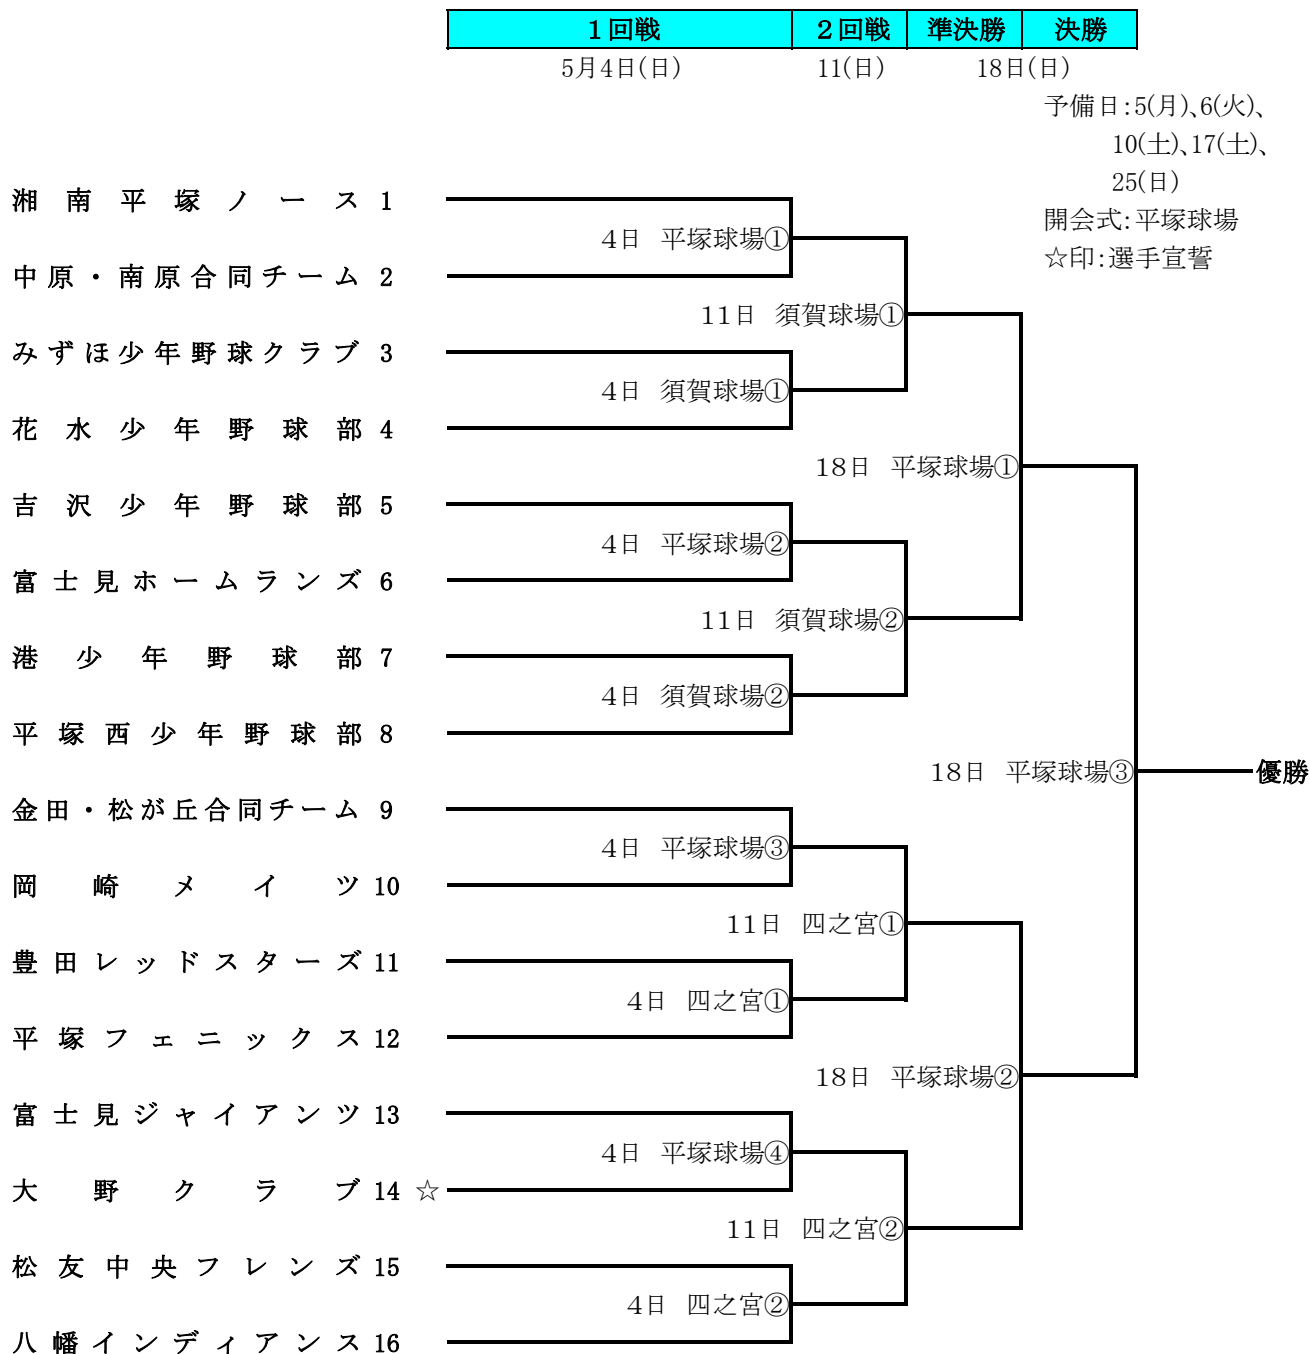 １回戦 ２回戦 準決勝 決勝
5月4日(日) 11(日) 18日(日)
予備日:5(月)、6(火)、
10(土)、17(土)、
25(日)
湘南平塚ノース 1
開会式:平塚球場
4日 平塚球場①
☆印:選手宣誓
中原・南原合同チーム 2
11日 須賀球場①
みずほ少年野球クラブ 3
4日 須賀球場①
花水少年野球部 4
18日 平塚球場①
吉沢少年野球部 5
4日 平塚球場②
富士見ホームランズ 6
11日 須賀球場②
港少年野球部 7
4日 須賀球場②
平塚西少年野球部 8
18日 平塚球場③ 優勝
金田・松が丘合同チーム 9
4日 平塚球場③
岡崎メイツ 10
11日 四之宮①
豊田レッドスターズ 11
4日 四之宮①
平塚フェニックス 12
18日 平塚球場②
富士見ジャイアンツ 13
4日 平塚球場④
大野クラブ 14 ☆
11日 四之宮②
松友中央フレンズ 15
4日 四之宮②
八幡インディアンス 16